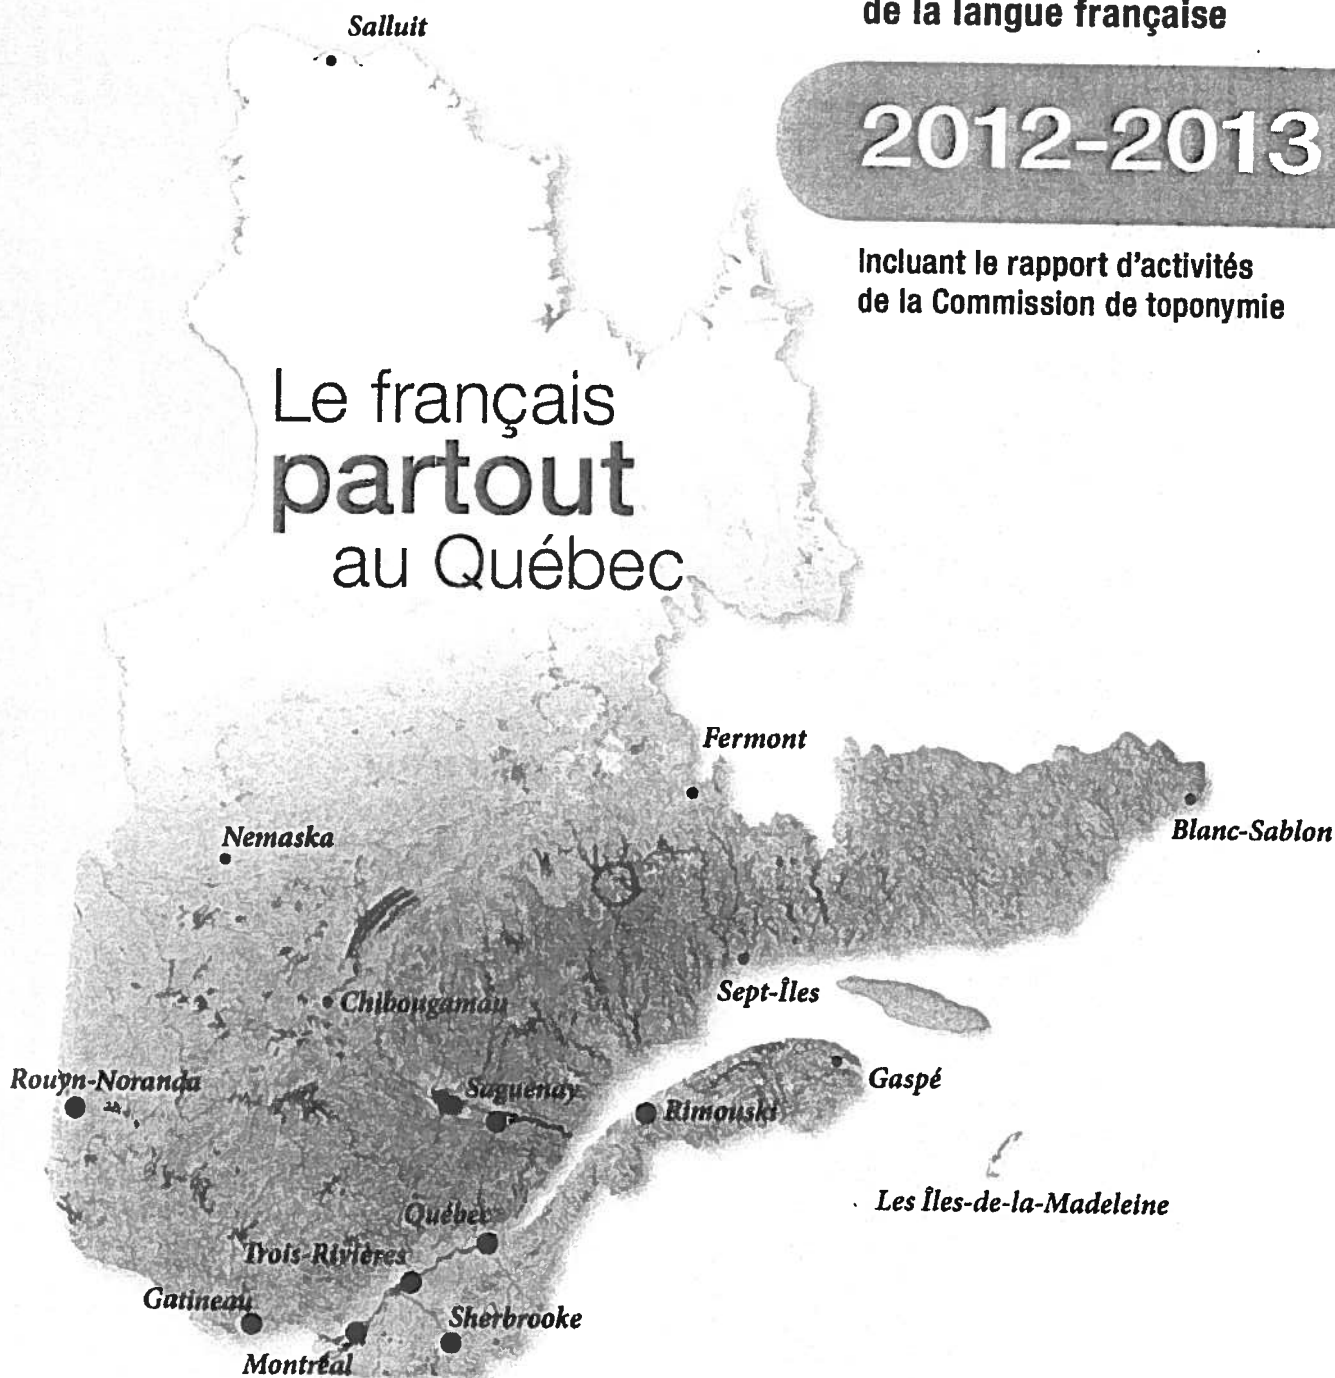 de la langue française
2012-2013
Incluant le rapport d'activités
de la Commission de toponymie
Salluit
Le français
partout
au Québec
Fermont
Blanc-Sablon
Nemaska
Sept-Îles
Chibougamau
Rouyn-Noranda
Saguenay
Rimouski
Gaspé
Les Îles-de-la-Madeleine
Québec
Trois-Rivières
Gatineau
Sherbrooke
Montréal